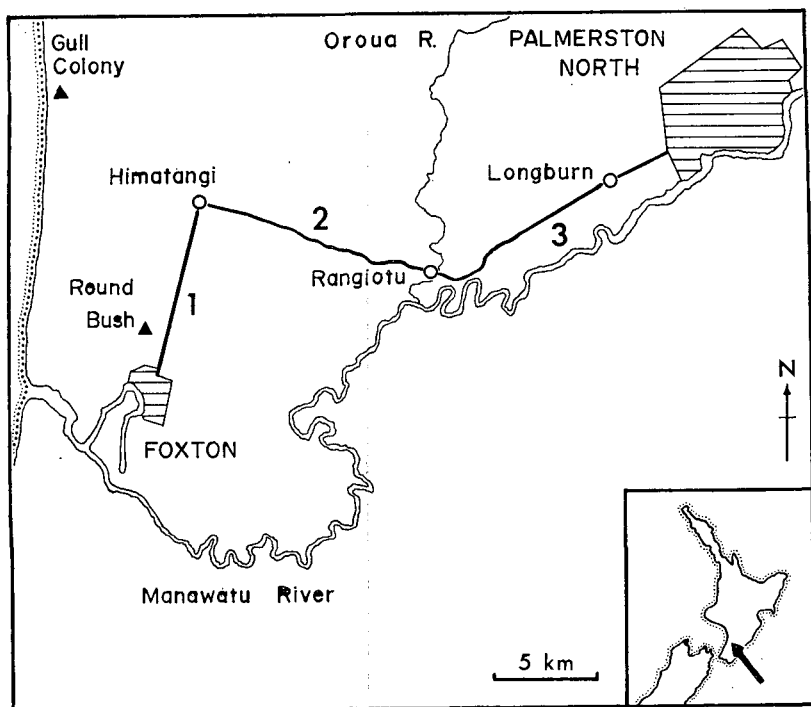 Gull
Colony
Oroua R.
PALMERSTON
NORTH
Himatangi
Longburn
2
3
Rangiotu
Round
Bush
1
N
FOXTON
Manawatu River
5 km